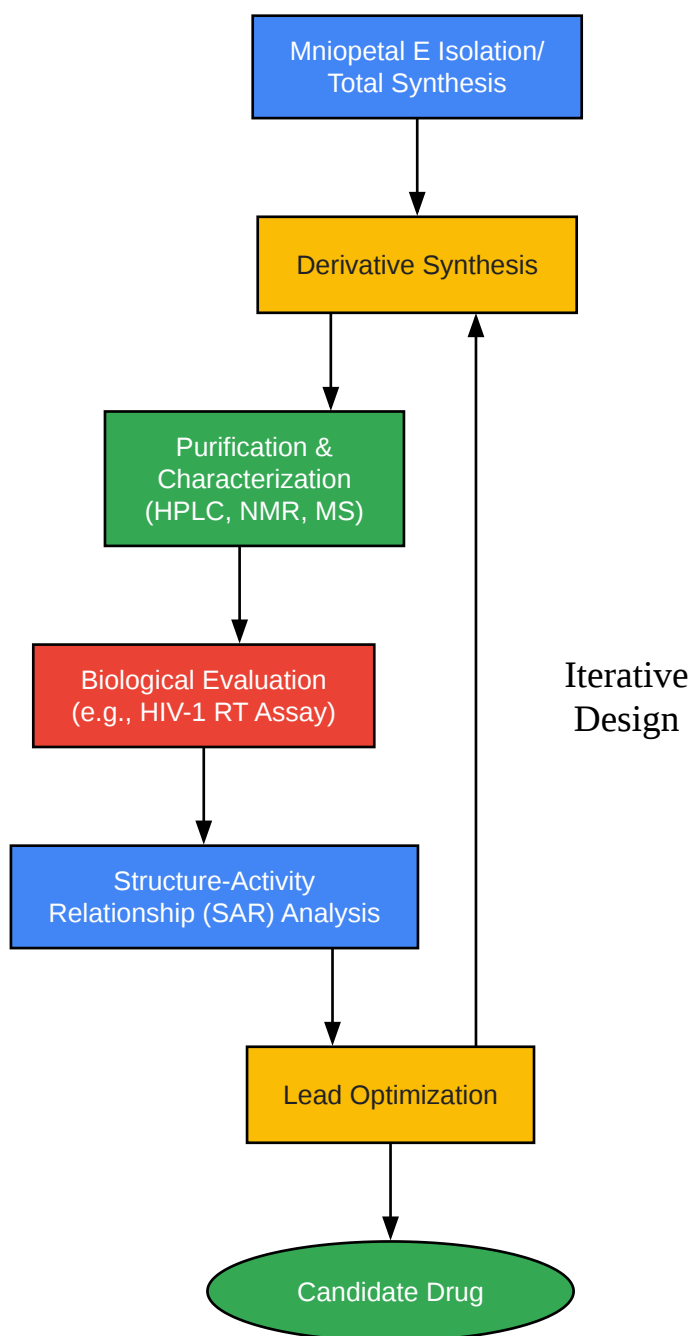 Mniopetal E Isolation/
Total Synthesis
Derivative Synthesis
Purification &
Characterization
(HPLC, NMR, MS)
Biological Evaluation
(e.g., HIV-1 RT Assay)
Iterative
Design
Structure-Activity
Relationship (SAR) Analysis
Lead Optimization
Candidate Drug